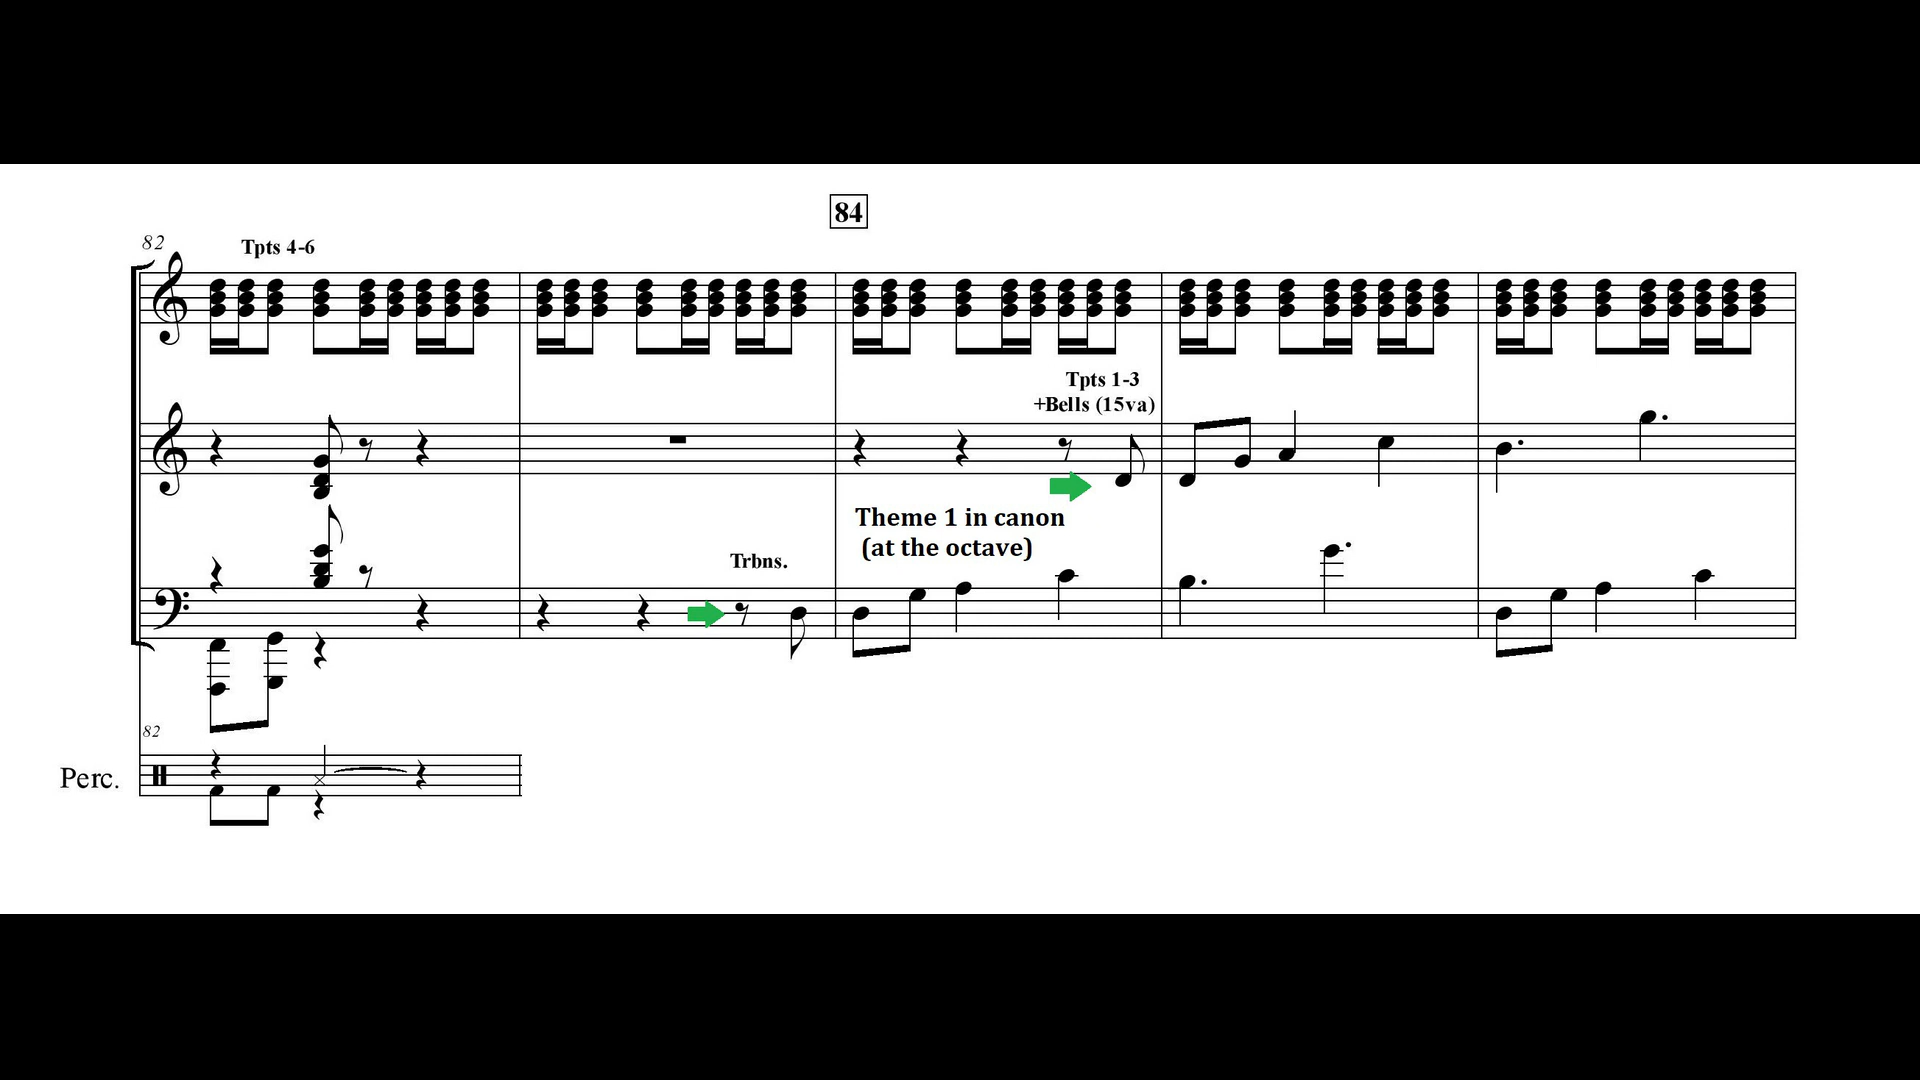 84
82
Tpts 4-6
Tpts 1-3
+Bells (15va)
Theme 1 in canon
(at the octave)
Trbns.
82
Perc.